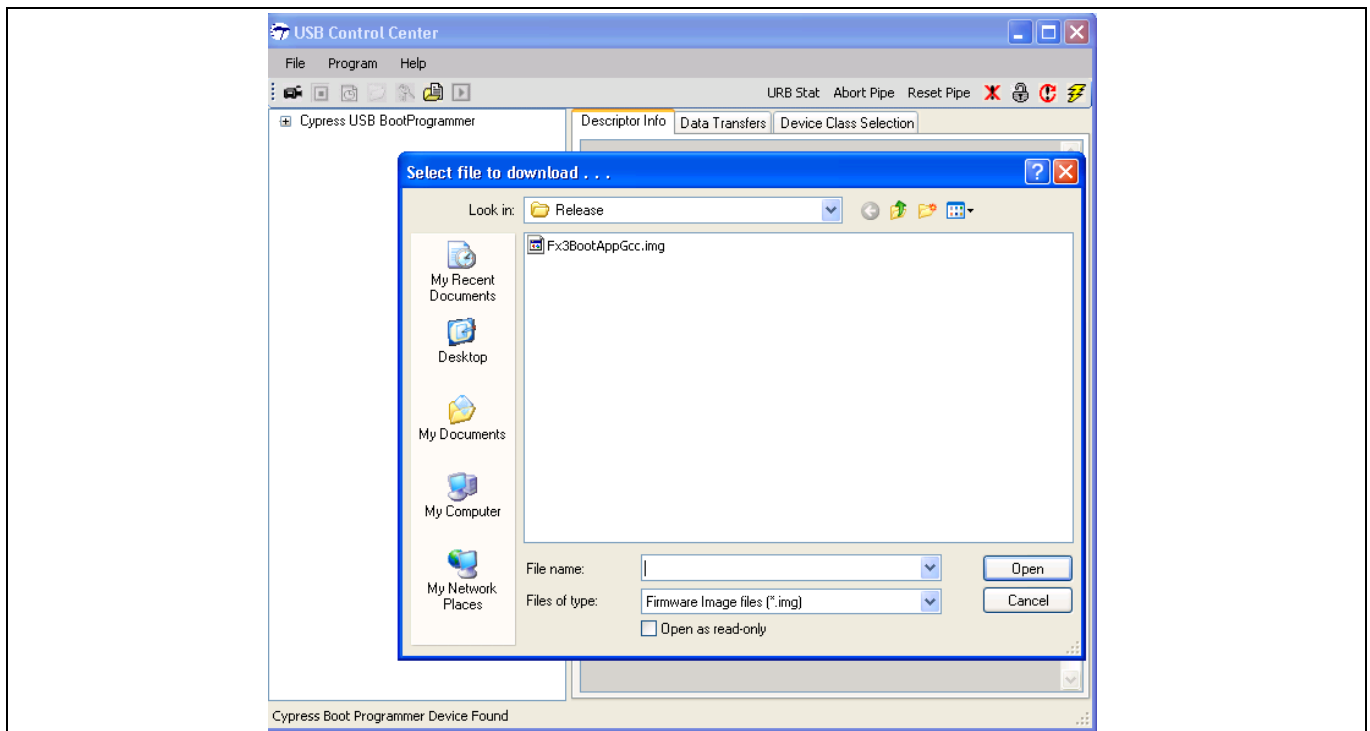 USB Control Center
File Program Help
URB Stat Abort Pipe Reset Pipe
Cypress USB BootProgrammer
Descriptor Info Data Transfers Device Class Selection
Select file to download . . .
Look in: Release
Fx3BootAppGcc.img
My Recent
Documents
Desktop
My Documents
My Computer
My Network
Places
File name: Open
Files of type: Firmware Image files (*.img) Cancel
Open as read-only
Cypress Boot Programmer Device Found